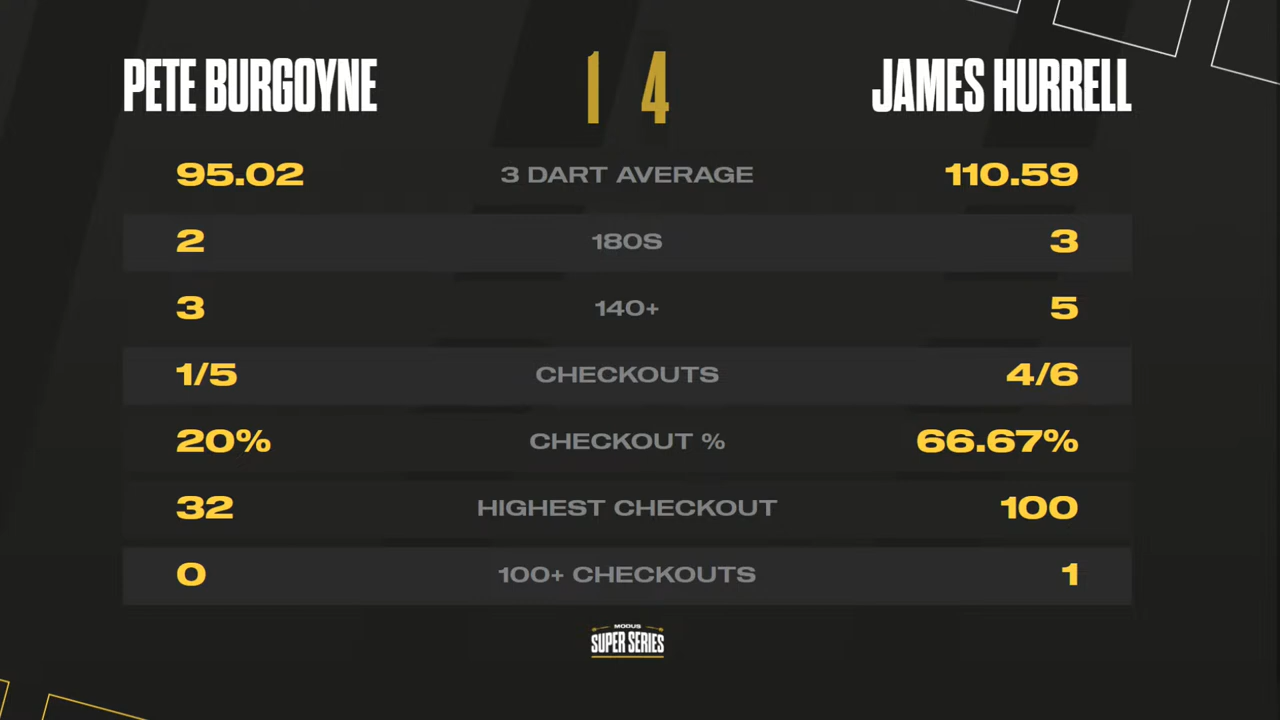 PETE BURGOYNE 1 4 JAMES HURRELL
95.02 3 DART AVERAGE 110.59
2 180S 3
3 140+ 5
1/5 CHECKOUTS 4/6
20% CHECKOUT % 66.67%
32 HIGHEST CHECKOUT 100
0 100+ CHECKOUTS 1
MODUS
SUPER SERIES